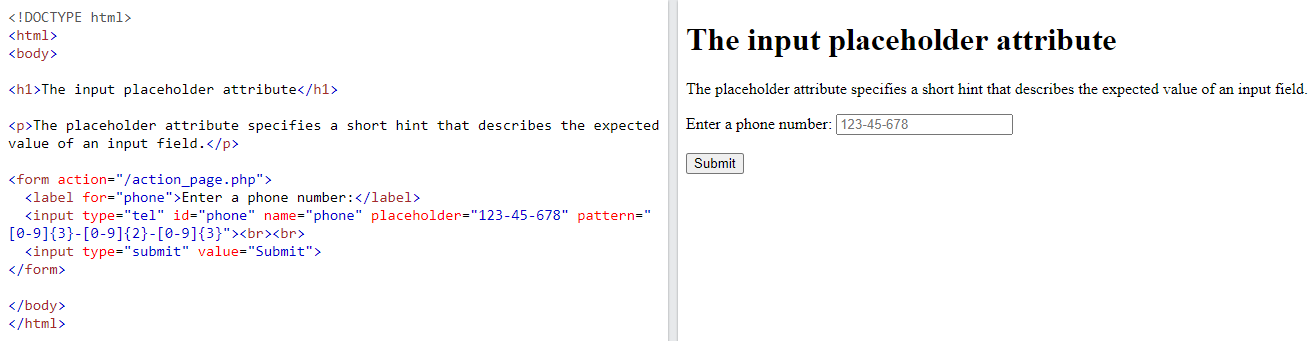 <!DOCTYPE html>
<html>
<body>
<h1>The input placeholder attribute</h1>
<p>The placeholder attribute specifies a short hint that describes the expected
value of an input field.</p>
<form action="/action_page.php">
<label for="phone">Enter a phone number:</label>
<input type="tel" id="phone" name="phone" placeholder="123-45-678" pattern="
[0-9]{3}-[0-9]{2}-[0-9]{3}"><br><br>
<input type="submit" value="Submit">
</form>
</body>
</html>
The input placeholder attribute
The placeholder attribute specifies a short hint that describes the expected value of an input field.
Enter a phone number: 123-45-678
Submit